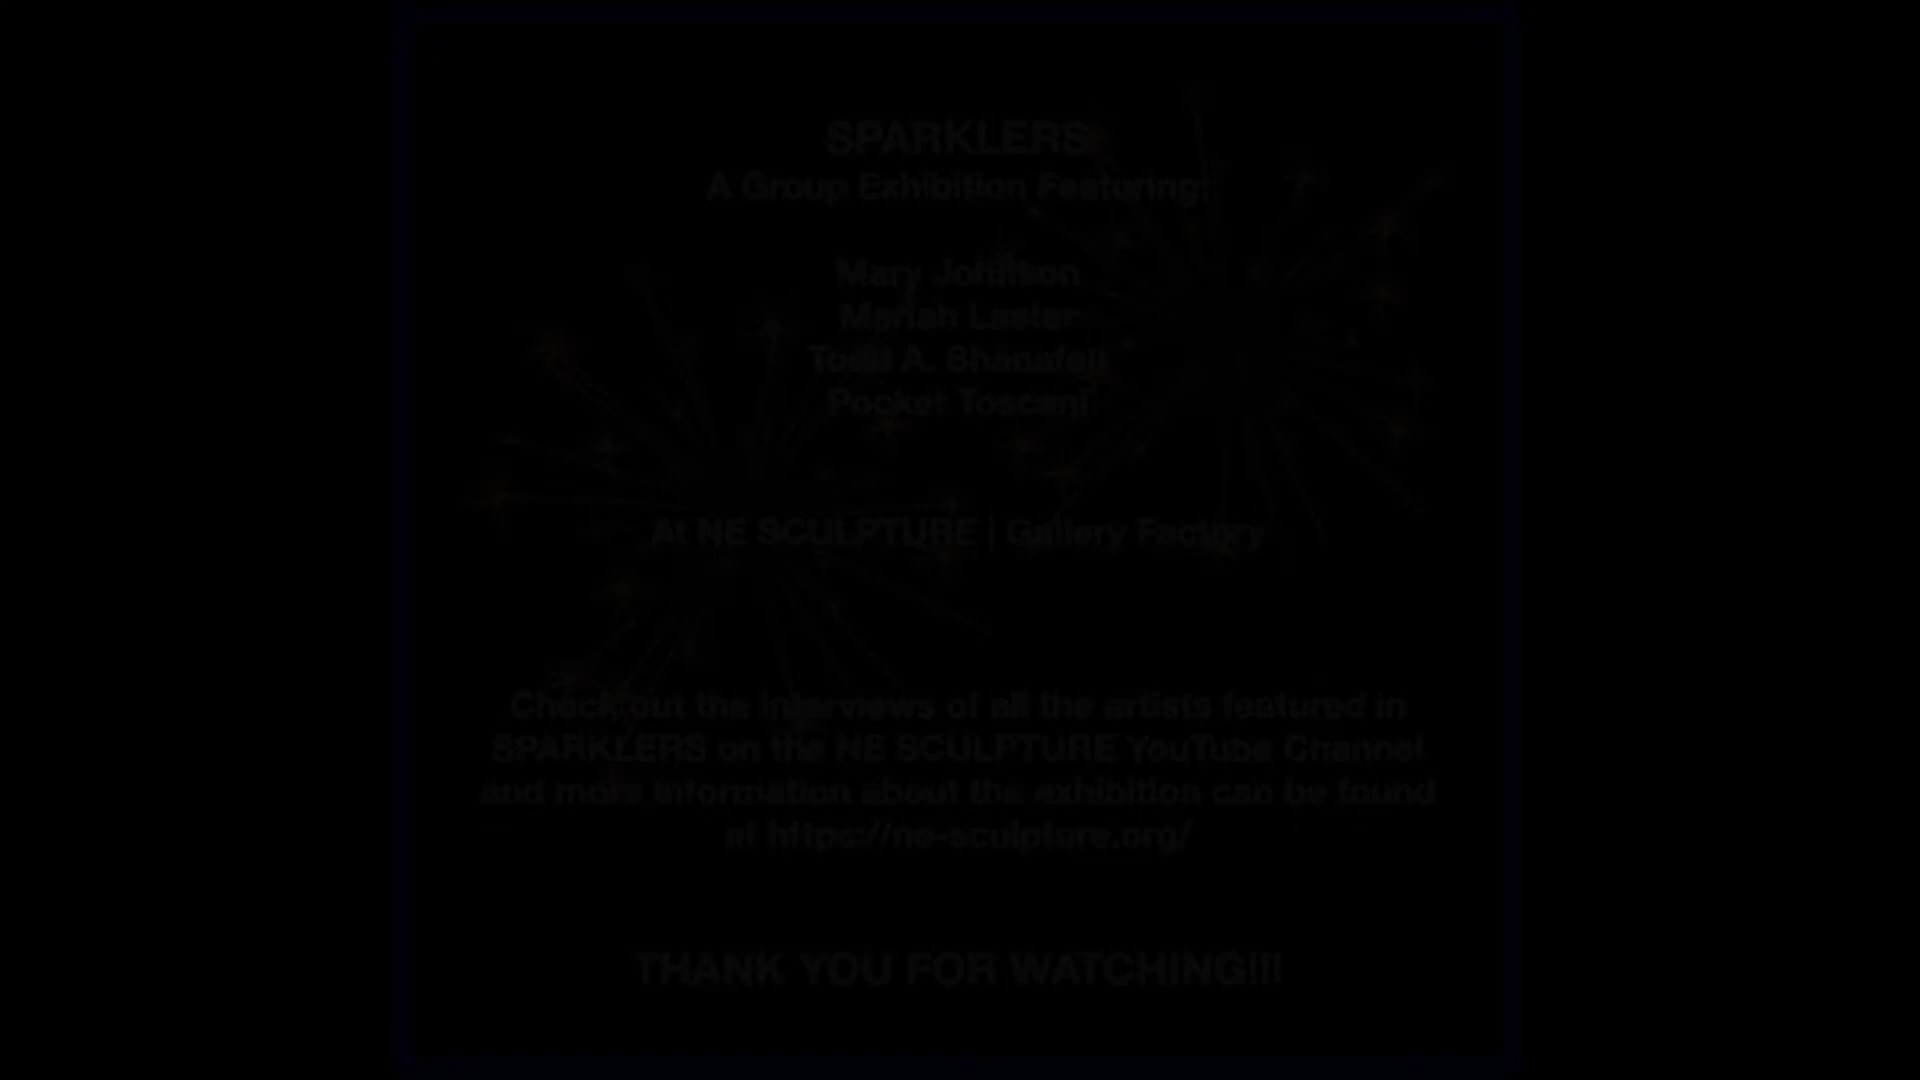 SPARKLERS
A Group Exhibition Featuring:
Mary Johnson
Mariah Laster
Todd A. Shanafelt
Pocket Toscani
At NE SCULPTURE | Gallery Factory
Check out the interviews of all the artists featured in
SPARKLERS on the NE SCULPTURE YouTube Channel
and more information about the exhibition can be found
at https://ne-sculpture.org/
THANK YOU FOR WATCHING!!!